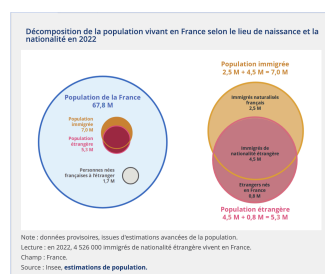 Décomposition de la population vivant en France selon le lieu de naissance et la
nationalité en 2022
Population de la France
67,8 M
Population
immigrée
7,0 M
Population
étrangère
5,3 M
Personnes nées
françaises à l'étranger
1,7 M
Population immigrée
2,5 M + 4,5 M = 7,0 M
Immigrés naturalisés
français
2,5 M
Immigrés de
nationalité étrangère
4,5 M
Etrangers nés
en France
0,8 M
Population étrangère
4,5 M + 0,8 M = 5,3 M
Note : données provisoires, issues d'estimations avancées de la population.
Lecture : en 2022, 4 526 000 immigrés de nationalité étrangère vivent en France.
Champ : France.
Source : Insee, estimations de population.